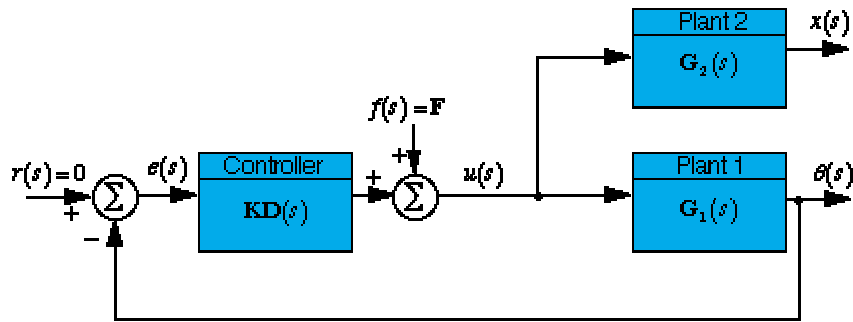 Plant 2
G₂(s)
x(s)
f(s)=F
+
r(s)=0
+
−
Σ
e(s)
Controller
KD(s)
+
Σ
u(s)
Plant 1
G₁(s)
θ(s)